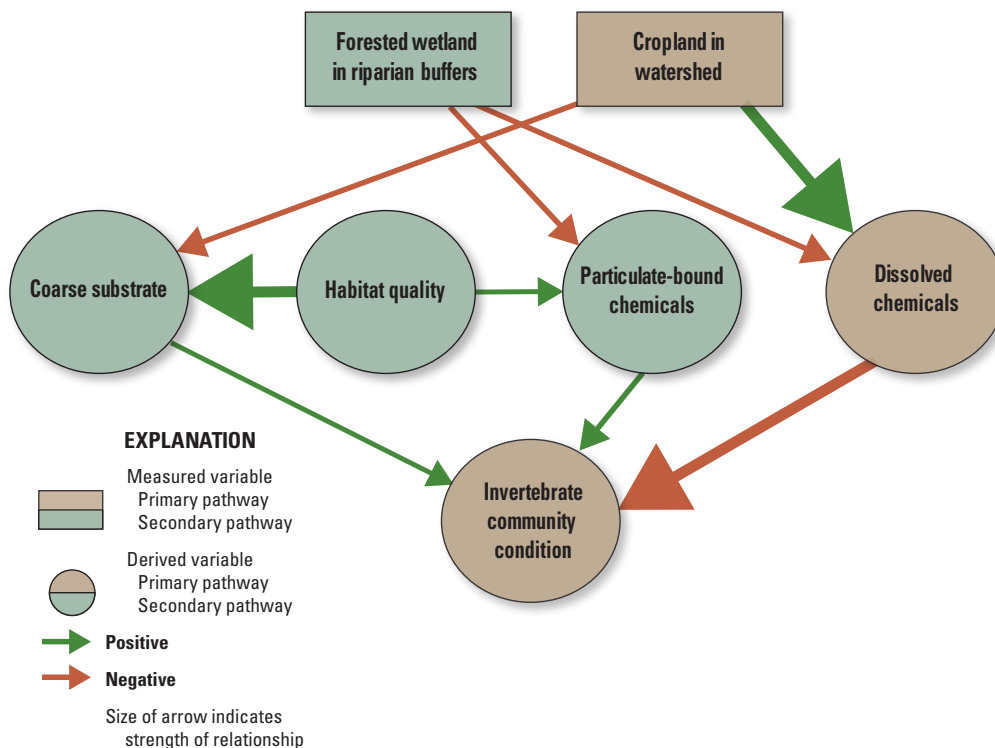 Forested wetland
in riparian buffers
Cropland in
watershed
Coarse substrate
Habitat quality
Particulate-bound
chemicals
Dissolved
chemicals
Invertebrate
community
condition
EXPLANATION
Measured variable
Primary pathway
Secondary pathway
Derived variable
Primary pathway
Secondary pathway
Positive
Negative
Size of arrow indicates
strength of relationship